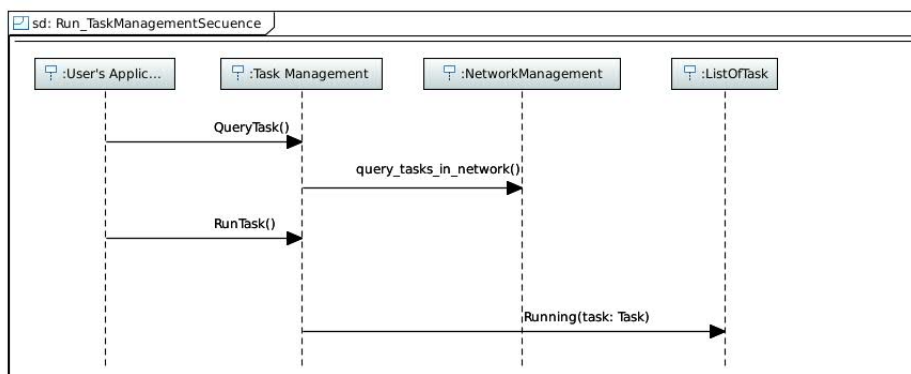 sd: Run_TaskManagementSecuence
:User's Applic...
:Task Management
:NetworkManagement
:ListOfTask
QueryTask()
query_tasks_in_network()
RunTask()
Running(task: Task)